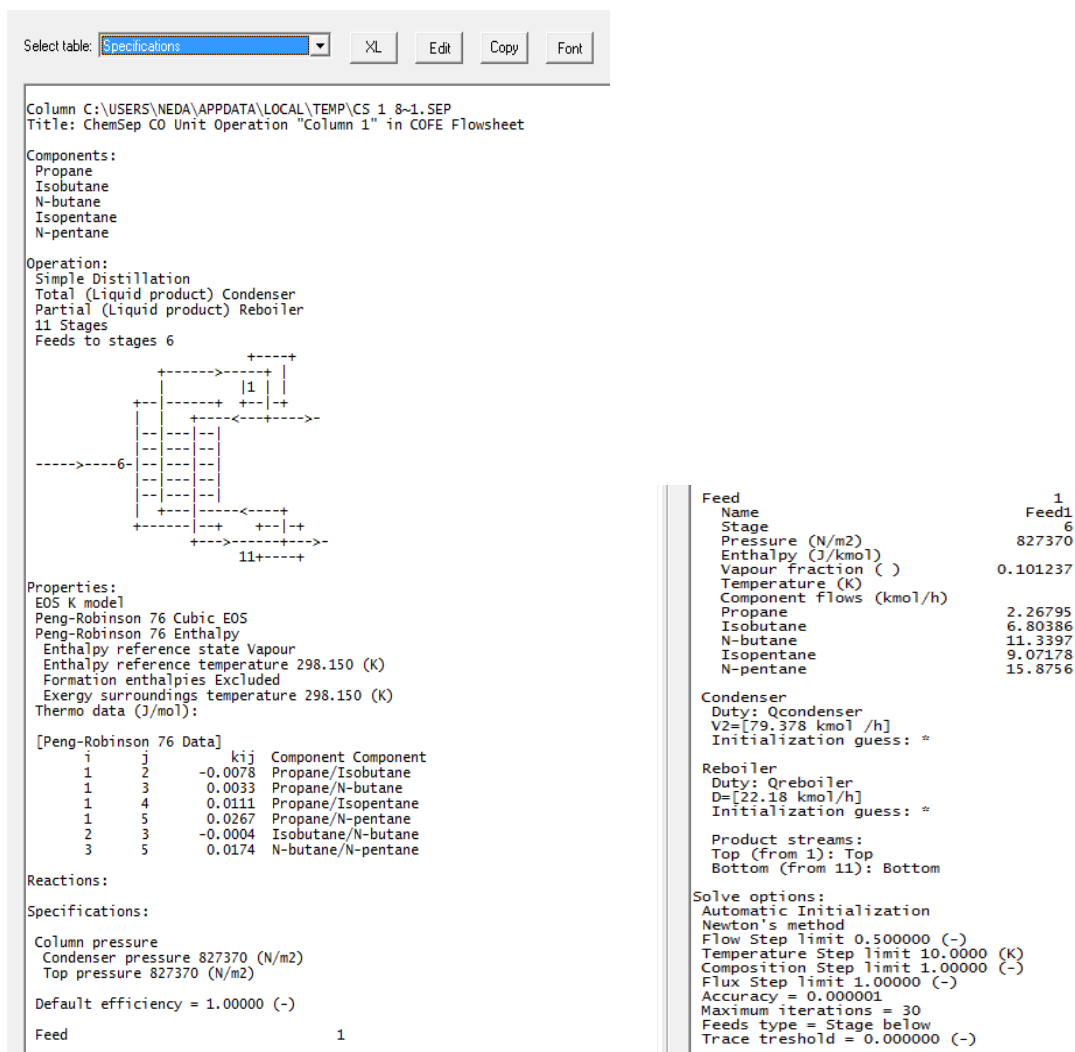 Select table: Specifications XL Edit Copy Font
Column C:\USERS\NEDA\APPDATA\LOCAL\TEMP\CS 1 8~1.SEP
Title: ChemSep CO Unit Operation "Column 1" in COFE Flowsheet
Components:
Propane
Isobutane
N-butane
Isopentane
N-pentane
Operation:
Simple Distillation
Total (Liquid product) Condenser
Partial (Liquid product) Reboiler
11 Stages
Feeds to stages 6
1
6
11
Properties:
EOS K model
Peng-Robinson 76 Cubic EOS
Peng-Robinson 76 Enthalpy
Enthalpy reference state Vapour
Enthalpy reference temperature 298.150 (K)
Formation enthalpies Excluded
Exergy surroundings temperature 298.150 (K)
Thermo data (J/mol):
[Peng-Robinson 76 Data]
i j kij Component Component
1 2 -0.0078 Propane/Isobutane
1 3 0.0033 Propane/N-butane
1 4 0.0111 Propane/Isopentane
1 5 0.0267 Propane/N-pentane
2 3 -0.0004 Isobutane/N-butane
3 5 0.0174 N-butane/N-pentane
Reactions:
Specifications:
Column pressure
Condenser pressure 827370 (N/m2)
Top pressure 827370 (N/m2)
Default efficiency = 1.00000 (-)
Feed 1
Feed 1
Name Feed1
Stage 6
Pressure (N/m2) 827370
Enthalpy (J/kmol)
Vapour fraction ( ) 0.101237
Temperature (K)
Component flows (kmol/h)
Propane 2.26795
Isobutane 6.80386
N-butane 11.3397
Isopentane 9.07178
N-pentane 15.8756
Condenser
Duty: Qcondenser
V2=[79.378 kmol /h]
Initialization guess: *
Reboiler
Duty: Qreboiler
D=[22.18 kmol/h]
Initialization guess: *
Product streams:
Top (from 1): Top
Bottom (from 11): Bottom
Solve options:
Automatic Initialization
Newton's method
Flow Step limit 0.500000 (-)
Temperature Step limit 10.0000 (K)
Composition Step limit 1.00000 (-)
Flux Step limit 1.00000 (-)
Accuracy = 0.000001
Maximum iterations = 30
Feeds type = Stage below
Trace treshold = 0.000000 (-)